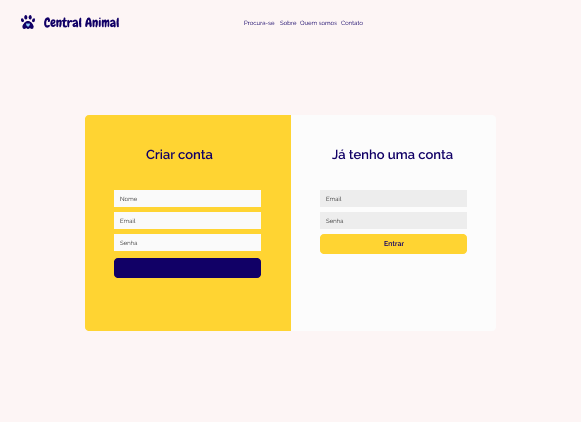 Central Animal
Procura-se Sobre Quem somos Contato
Criar conta
Nome
Email
Senha
Já tenho uma conta
Email
Senha
Entrar